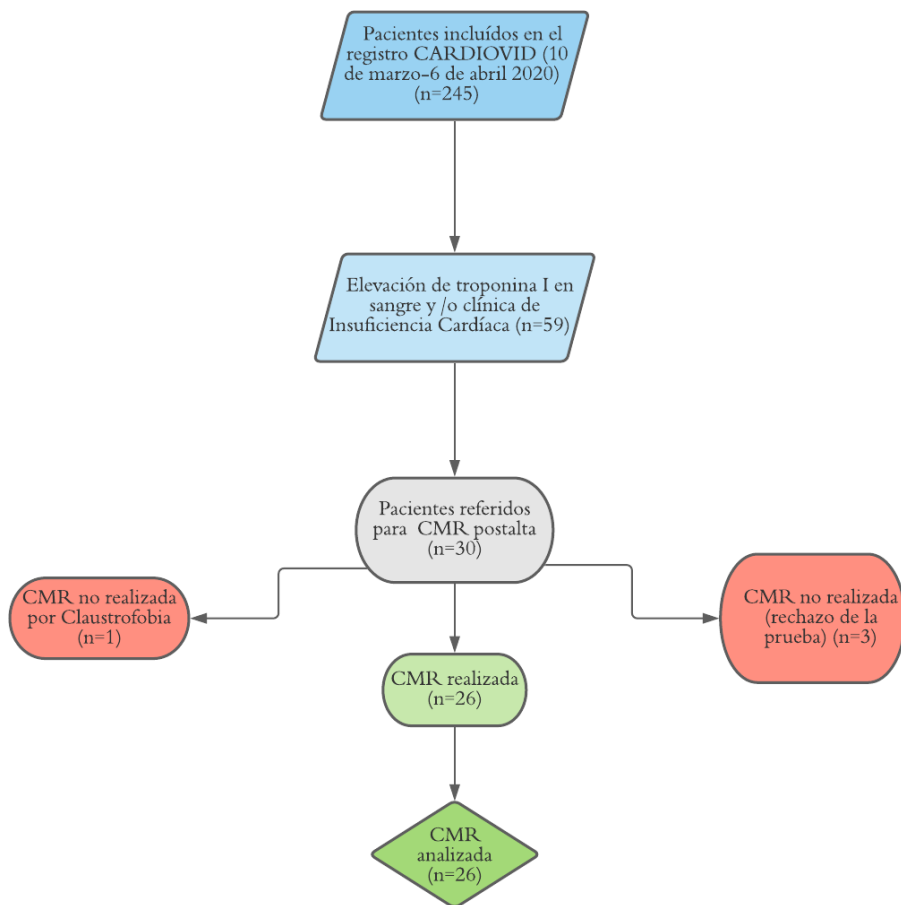 Pacientes incluídos en el
registro CARDIOVID (10
de marzo-6 de abril 2020)
(n=245)
Elevación de troponina I en
sangre y /o clínica de
Insuficiencia Cardíaca (n=59)
Pacientes referidos
para CMR postalta
(n=30)
CMR no realizada
por Claustrofobia
(n=1)
CMR no realizada
(rechazo de la
prueba) (n=3)
CMR realizada
(n=26)
CMR
analizada
(n=26)